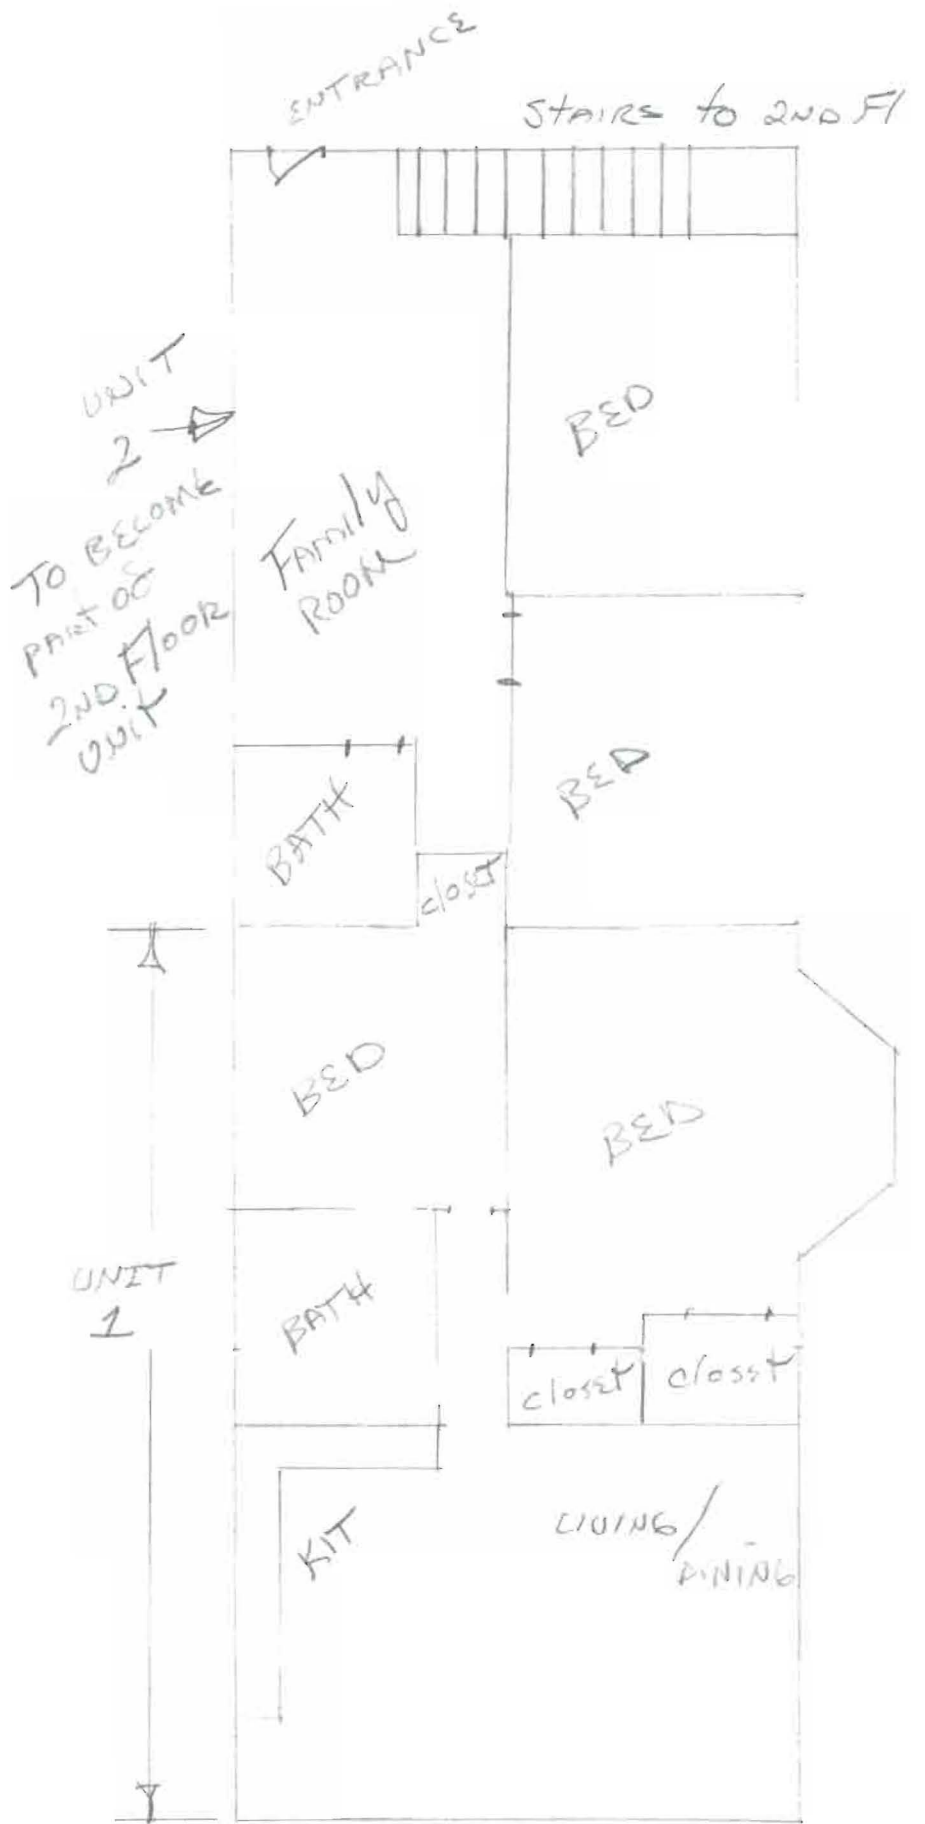 ENTRANCE
STAIRS to 2ND Fl
UNIT
2
TO BECOME
PART OF
2ND Floor
UNIT
BED
FAmily
ROOM
BED
BATH
closet
BED
BED
UNIT
1
BATH
closet
closet
KIT
LIVING/
DINING